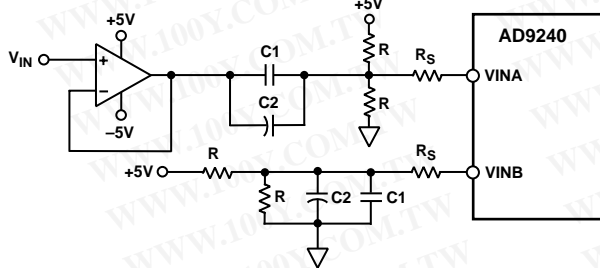 +5V
+5V
AD9240
VIN
+
C1
R
RS
VINA
−
C2
R
–5V
+5V
R
RS
VINB
R
C2
C1
WWW.100Y.COM.TW